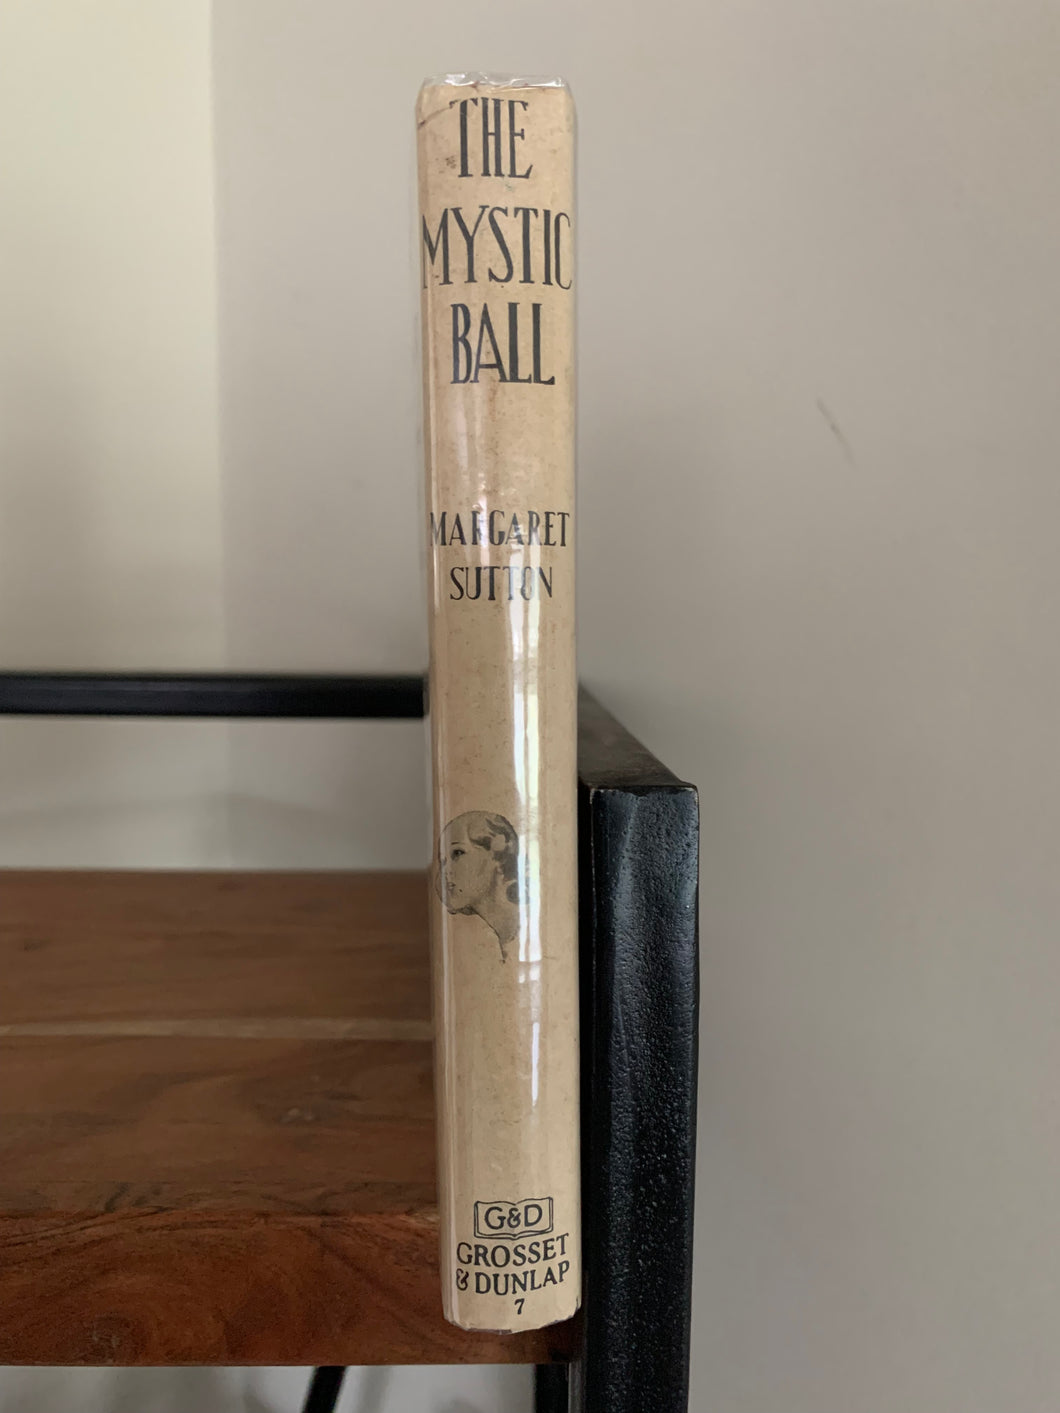 THE
MYSTIC
BALL
MARGARET
SUTTON
G&D
GROSSET
& DUNLAP
7